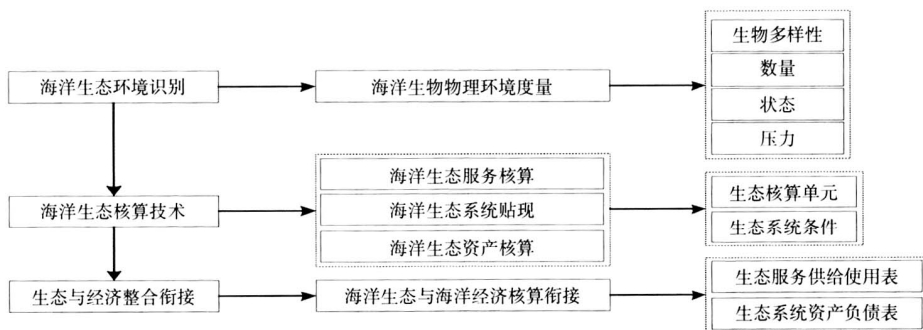 生物多样性
海洋生态环境识别
海洋生物物理环境度量
数量
状态
压力
海洋生态服务核算
海洋生态核算技术
海洋生态系统贴现
海洋生态资产核算
生态核算单元
生态系统条件
生态与经济整合衔接
海洋生态与海洋经济核算衔接
生态服务供给使用表
生态系统资产负债表